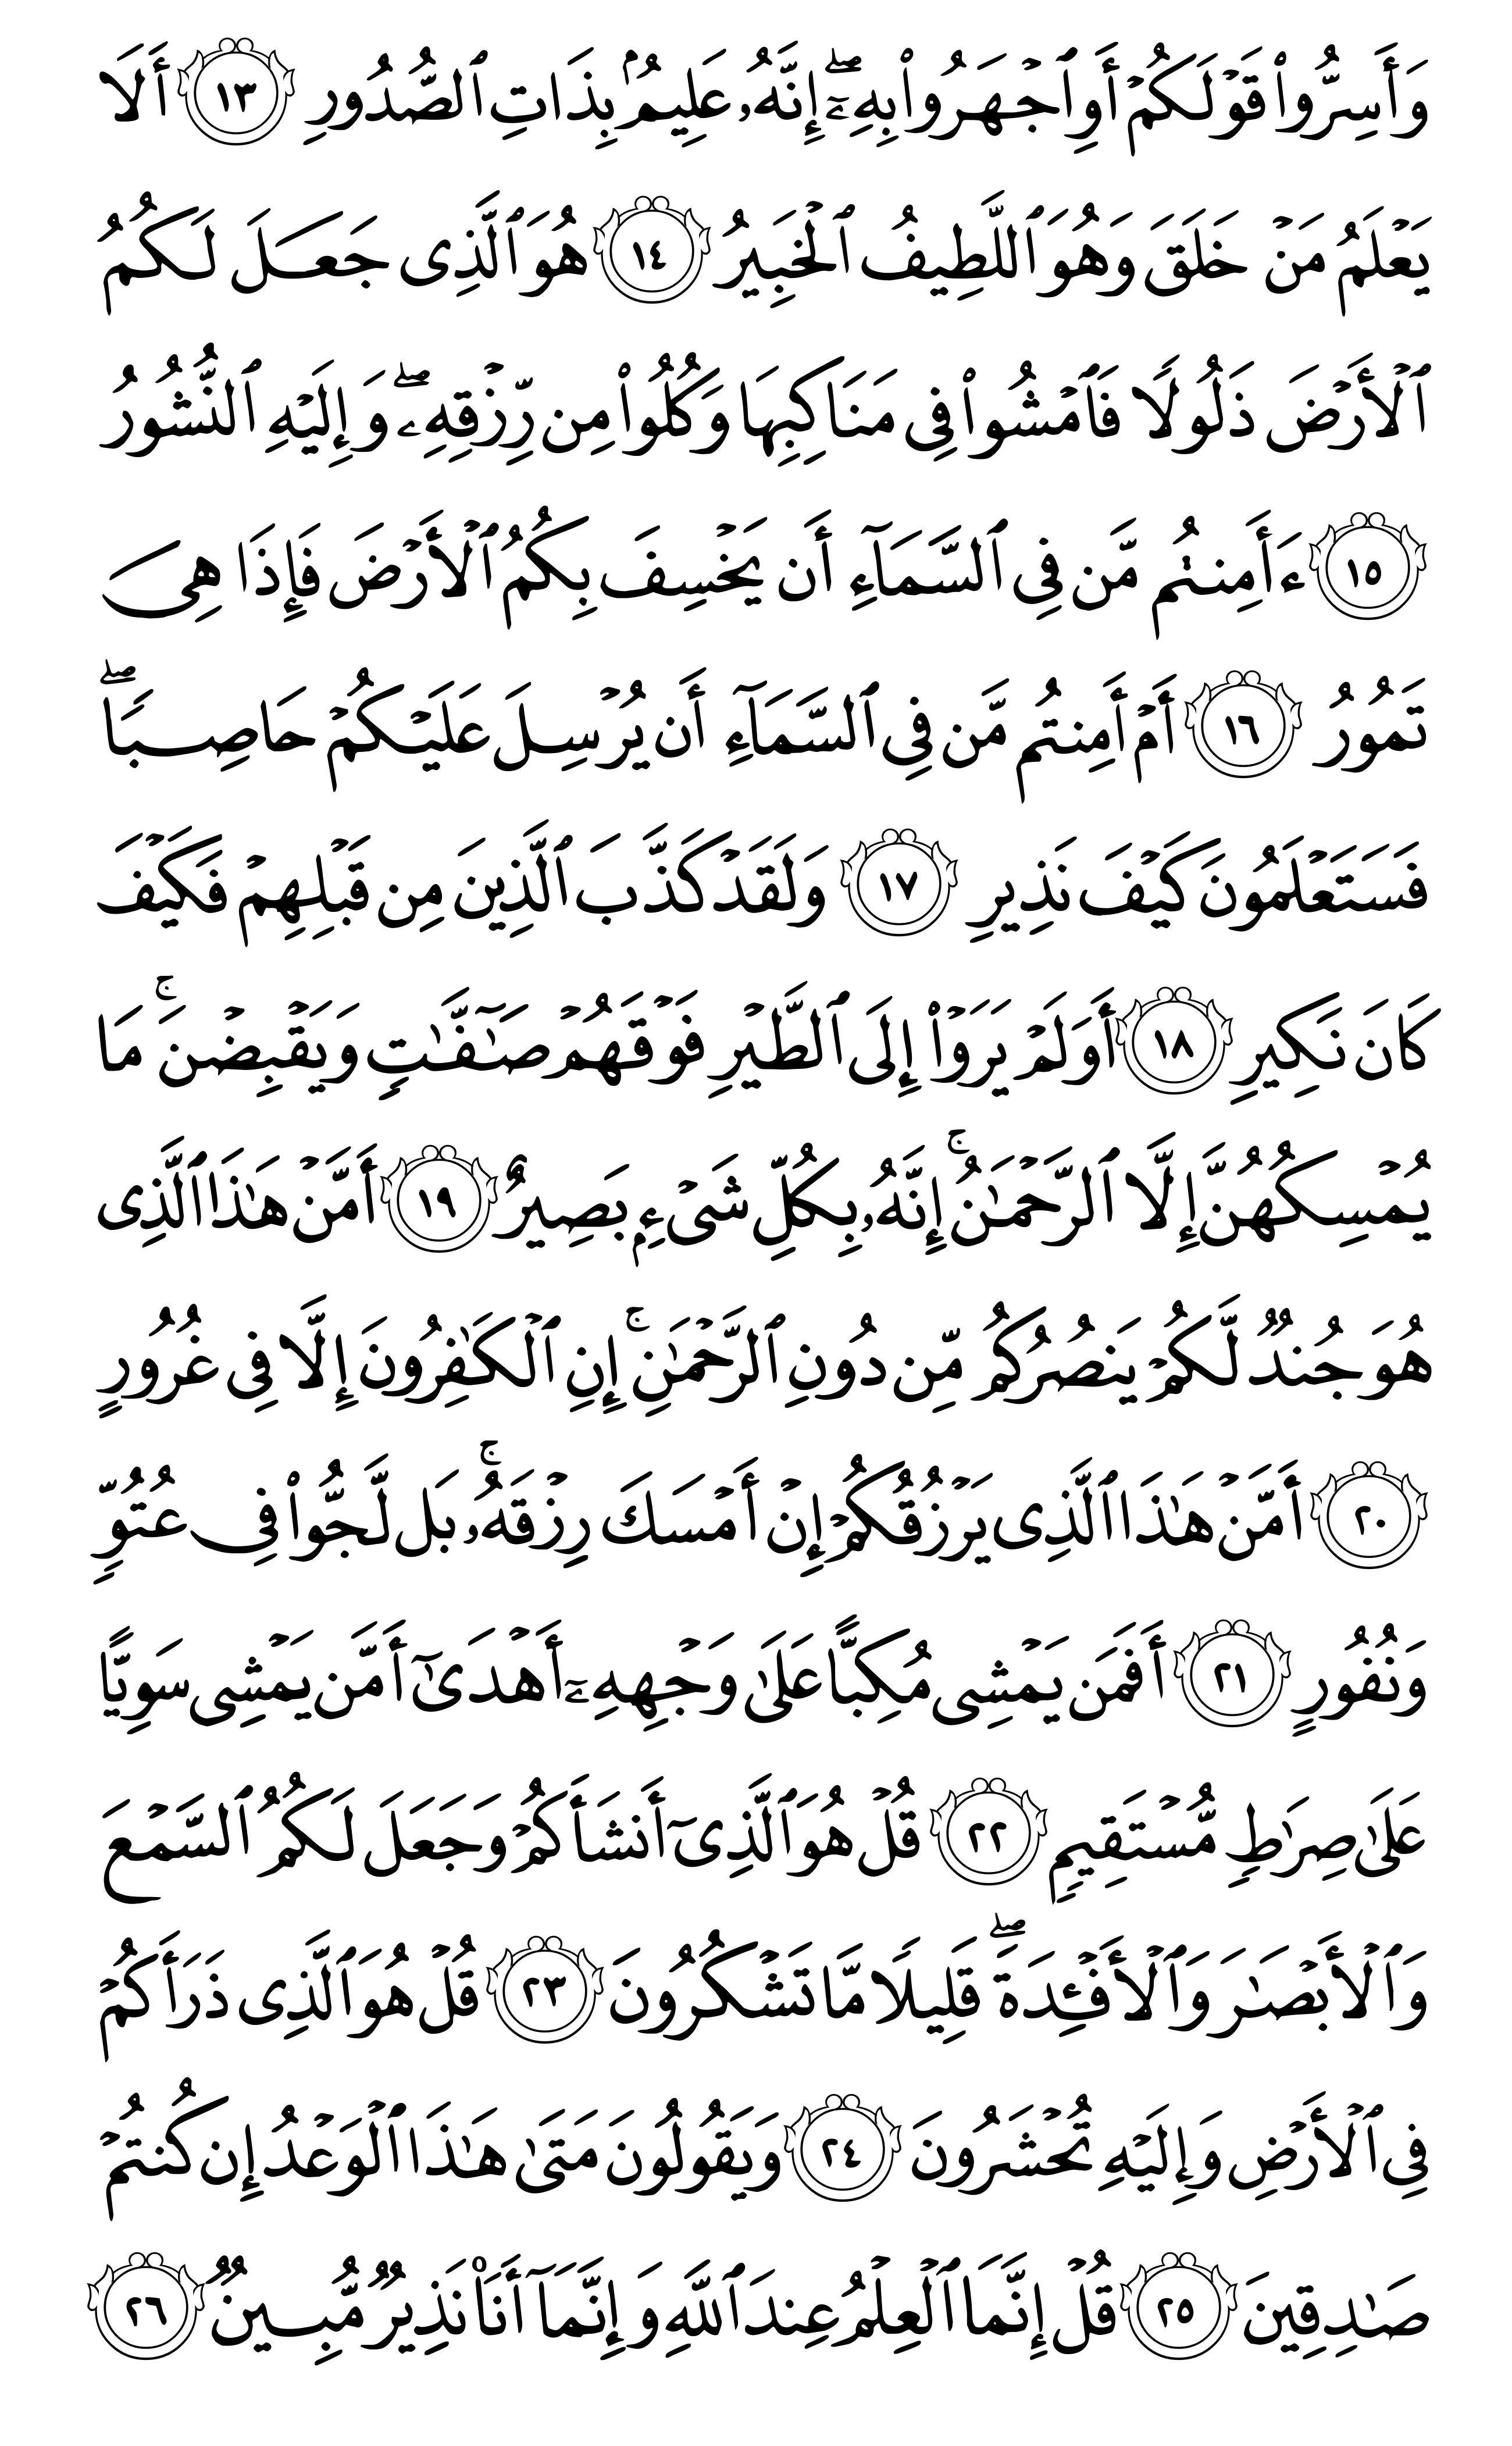 وَأَسِرُّوا۟ قَوْلَكُمْ أَوِ ٱجْهَرُوا۟ بِهِۦٓ ۖ إِنَّهُۥ عَلِيمٌۢ بِذَاتِ ٱلصُّدُورِ ١٣ أَلَا
يَعْلَمُ مَنْ خَلَقَ وَهُوَ ٱللَّطِيفُ ٱلْخَبِيرُ ١٤ هُوَ ٱلَّذِى جَعَلَ لَكُمُ
ٱلْأَرْضَ ذَلُولًا فَٱمْشُوا۟ فِى مَنَاكِبِهَا وَكُلُوا۟ مِن رِّزْقِهِۦ ۖ وَإِلَيْهِ ٱلنُّشُورُ
١٥ ءَأَمِنتُم مَّن فِى ٱلسَّمَآءِ أَن يَخْسِفَ بِكُمُ ٱلْأَرْضَ فَإِذَا هِىَ
تَمُورُ ١٦ أَمْ أَمِنتُم مَّن فِى ٱلسَّمَآءِ أَن يُرْسِلَ عَلَيْكُمْ حَاصِبًا ۖ
فَسَتَعْلَمُونَ كَيْفَ نَذِيرِ ١٧ وَلَقَدْ كَذَّبَ ٱلَّذِينَ مِن قَبْلِهِمْ فَكَيْفَ
كَانَ نَكِيرِ ١٨ أَوَلَمْ يَرَوْا۟ إِلَى ٱلطَّيْرِ فَوْقَهُمْ صَـٰٓفَّـٰتٍ وَيَقْبِضْنَ ۚ مَا
يُمْسِكُهُنَّ إِلَّا ٱلرَّحْمَـٰنُ ۚ إِنَّهُۥ بِكُلِّ شَىْءٍۭ بَصِيرٌ ١٩ أَمَّنْ هَـٰذَا ٱلَّذِى
هُوَ جُندٌ لَّكُمْ يَنصُرُكُم مِّن دُونِ ٱلرَّحْمَـٰنِ ۚ إِنِ ٱلْكَـٰفِرُونَ إِلَّا فِى غُرُورٍ
٢٠ أَمَّنْ هَـٰذَا ٱلَّذِى يَرْزُقُكُمْ إِنْ أَمْسَكَ رِزْقَهُۥ ۚ بَل لَّجُّوا۟ فِى عُتُوٍّ
وَنُفُورٍ ٢١ أَفَمَن يَمْشِى مُكِبًّا عَلَىٰ وَجْهِهِۦٓ أَهْدَىٰٓ أَمَّن يَمْشِى سَوِيًّا
عَلَىٰ صِرَٰطٍ مُّسْتَقِيمٍ ٢٢ قُلْ هُوَ ٱلَّذِىٓ أَنشَأَكُمْ وَجَعَلَ لَكُمُ ٱلسَّمْعَ
وَٱلْأَبْصَـٰرَ وَٱلْأَفْـِٔدَةَ ۖ قَلِيلًا مَّا تَشْكُرُونَ ٢٣ قُلْ هُوَ ٱلَّذِى ذَرَأَكُمْ
فِى ٱلْأَرْضِ وَإِلَيْهِ تُحْشَرُونَ ٢٤ وَيَقُولُونَ مَتَىٰ هَـٰذَا ٱلْوَعْدُ إِن كُنتُمْ
صَـٰدِقِينَ ٢٥ قُلْ إِنَّمَا ٱلْعِلْمُ عِندَ ٱللَّهِ وَإِنَّمَآ أَنَا۠ نَذِيرٌ مُّبِينٌ ٢٦